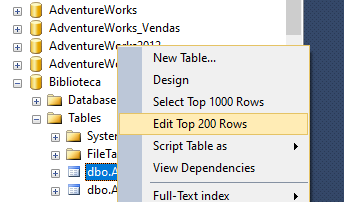 AdventureWorks
AdventureWorks_Vendas
AdventureWorks2012
AdventureWo
Biblioteca
Database
Tables
System
FileTa
dbo.A
dbo.A
New Table...
Design
Select Top 1000 Rows
Edit Top 200 Rows
Script Table as
View Dependencies
Full-Text index